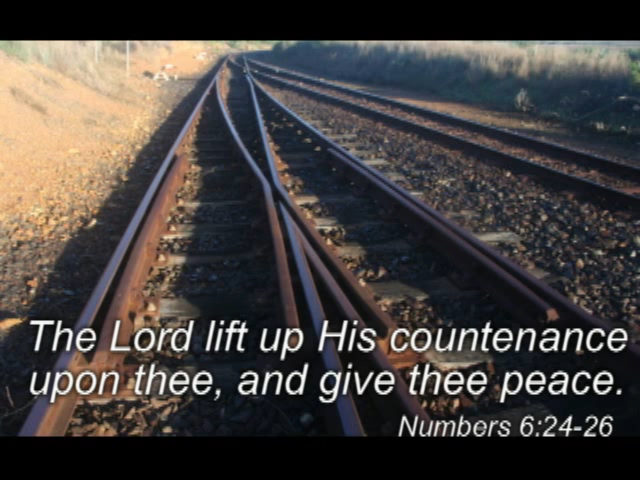 The Lord lift up His countenance
upon thee, and give thee peace.
Numbers 6:24-26